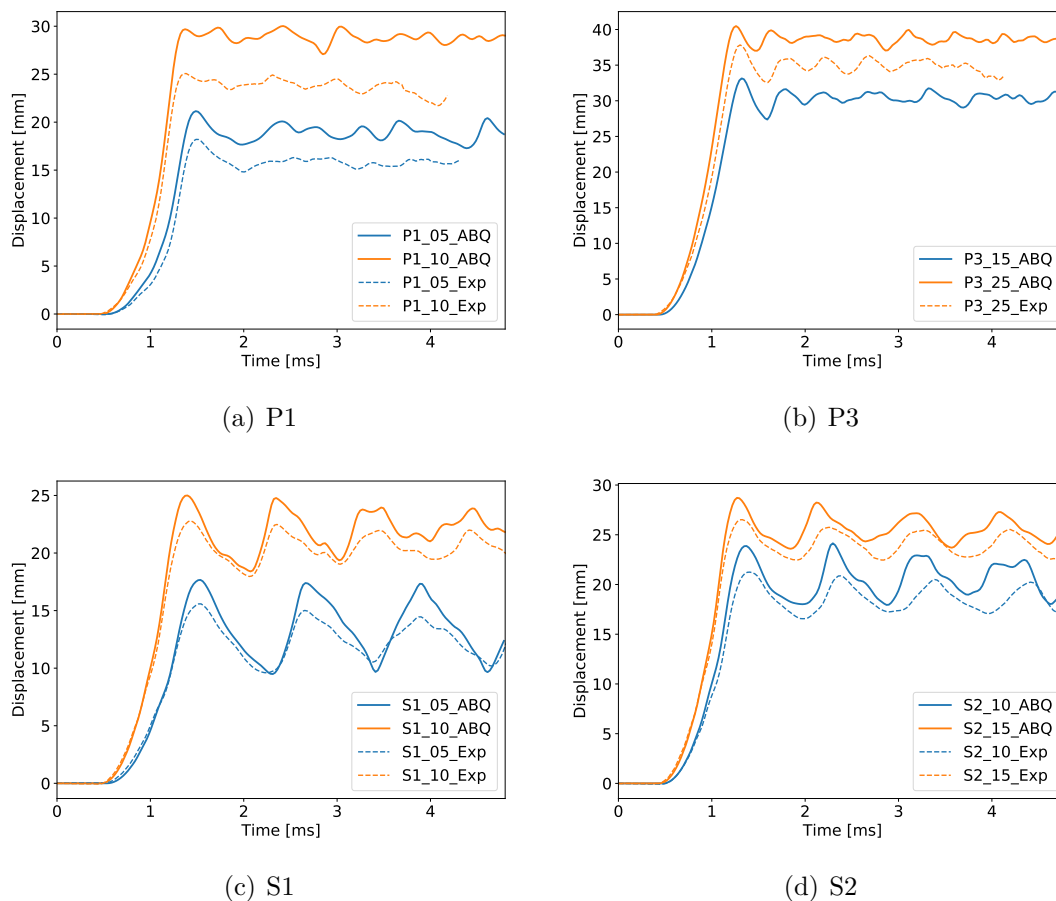 30
25
20
15
10
5
0
Displacement [mm]
0 1 2 3 4
Time [ms]
P1_05_ABQ
P1_10_ABQ
P1_05_Exp
P1_10_Exp
(a) P1
40
35
30
25
20
15
10
5
0
Displacement [mm]
0 1 2 3 4
Time [ms]
P3_15_ABQ
P3_25_ABQ
P3_25_Exp
(b) P3
25
20
15
10
5
0
Displacement [mm]
0 1 2 3 4
Time [ms]
S1_05_ABQ
S1_10_ABQ
S1_05_Exp
S1_10_Exp
(c) S1
30
25
20
15
10
5
0
Displacement [mm]
0 1 2 3 4
Time [ms]
S2_10_ABQ
S2_15_ABQ
S2_10_Exp
S2_15_Exp
(d) S2